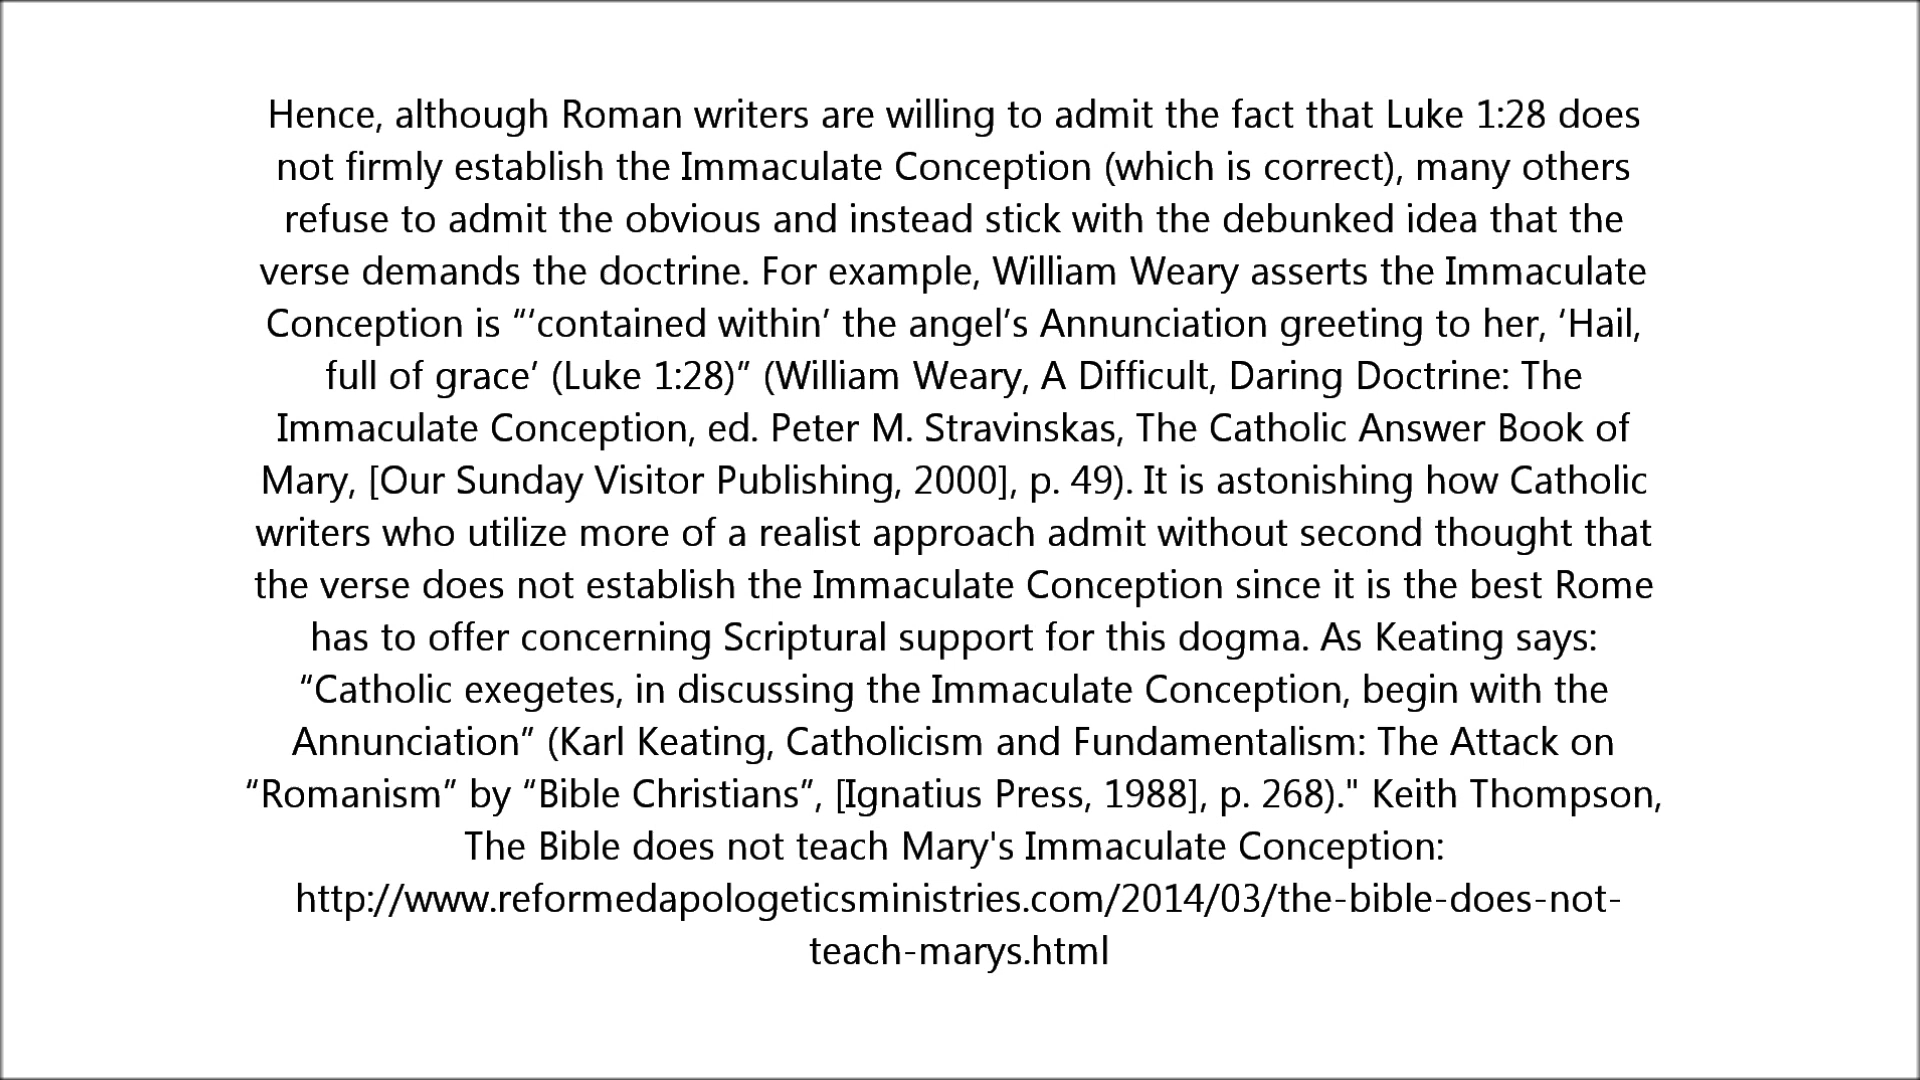 Hence, although Roman writers are willing to admit the fact that Luke 1:28 does
not firmly establish the Immaculate Conception (which is correct), many others
refuse to admit the obvious and instead stick with the debunked idea that the
verse demands the doctrine. For example, William Weary asserts the Immaculate
Conception is “‘contained within’ the angel’s Annunciation greeting to her, ‘Hail,
full of grace’ (Luke 1:28)” (William Weary, A Difficult, Daring Doctrine: The
Immaculate Conception, ed. Peter M. Stravinskas, The Catholic Answer Book of
Mary, [Our Sunday Visitor Publishing, 2000], p. 49). It is astonishing how Catholic
writers who utilize more of a realist approach admit without second thought that
the verse does not establish the Immaculate Conception since it is the best Rome
has to offer concerning Scriptural support for this dogma. As Keating says:
“Catholic exegetes, in discussing the Immaculate Conception, begin with the
Annunciation” (Karl Keating, Catholicism and Fundamentalism: The Attack on
“Romanism” by “Bible Christians”, [Ignatius Press, 1988], p. 268)." Keith Thompson,
The Bible does not teach Mary's Immaculate Conception:
http://www.reformedapologeticsministries.com/2014/03/the-bible-does-not-
teach-marys.html